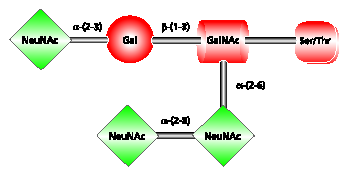 α-(2-3) β-(1-3)
NeuNAc Gal GalNAc Ser/Thr
α-(2-6)
α-(2-8)
NeuNAc NeuNAc